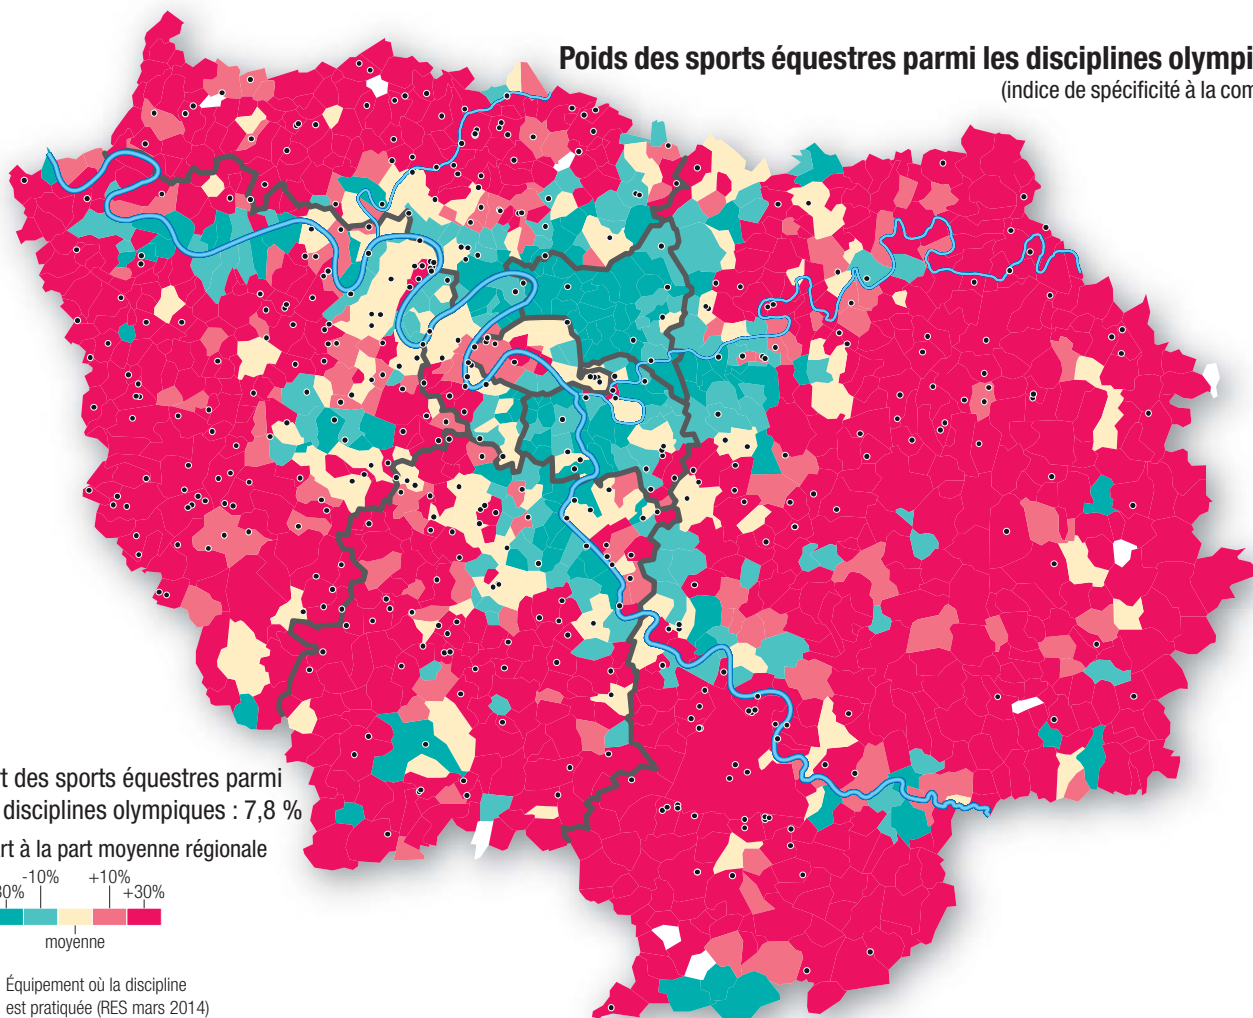 Poids des sports équestres parmi les disciplines olympi
(indice de spécificité à la com
rt des sports équestres parmi
disciplines olympiques : 7,8 %
art à la part moyenne régionale
-10% +10%
30% +30%
moyenne
Équipement où la discipline
est pratiquée (RES mars 2014)